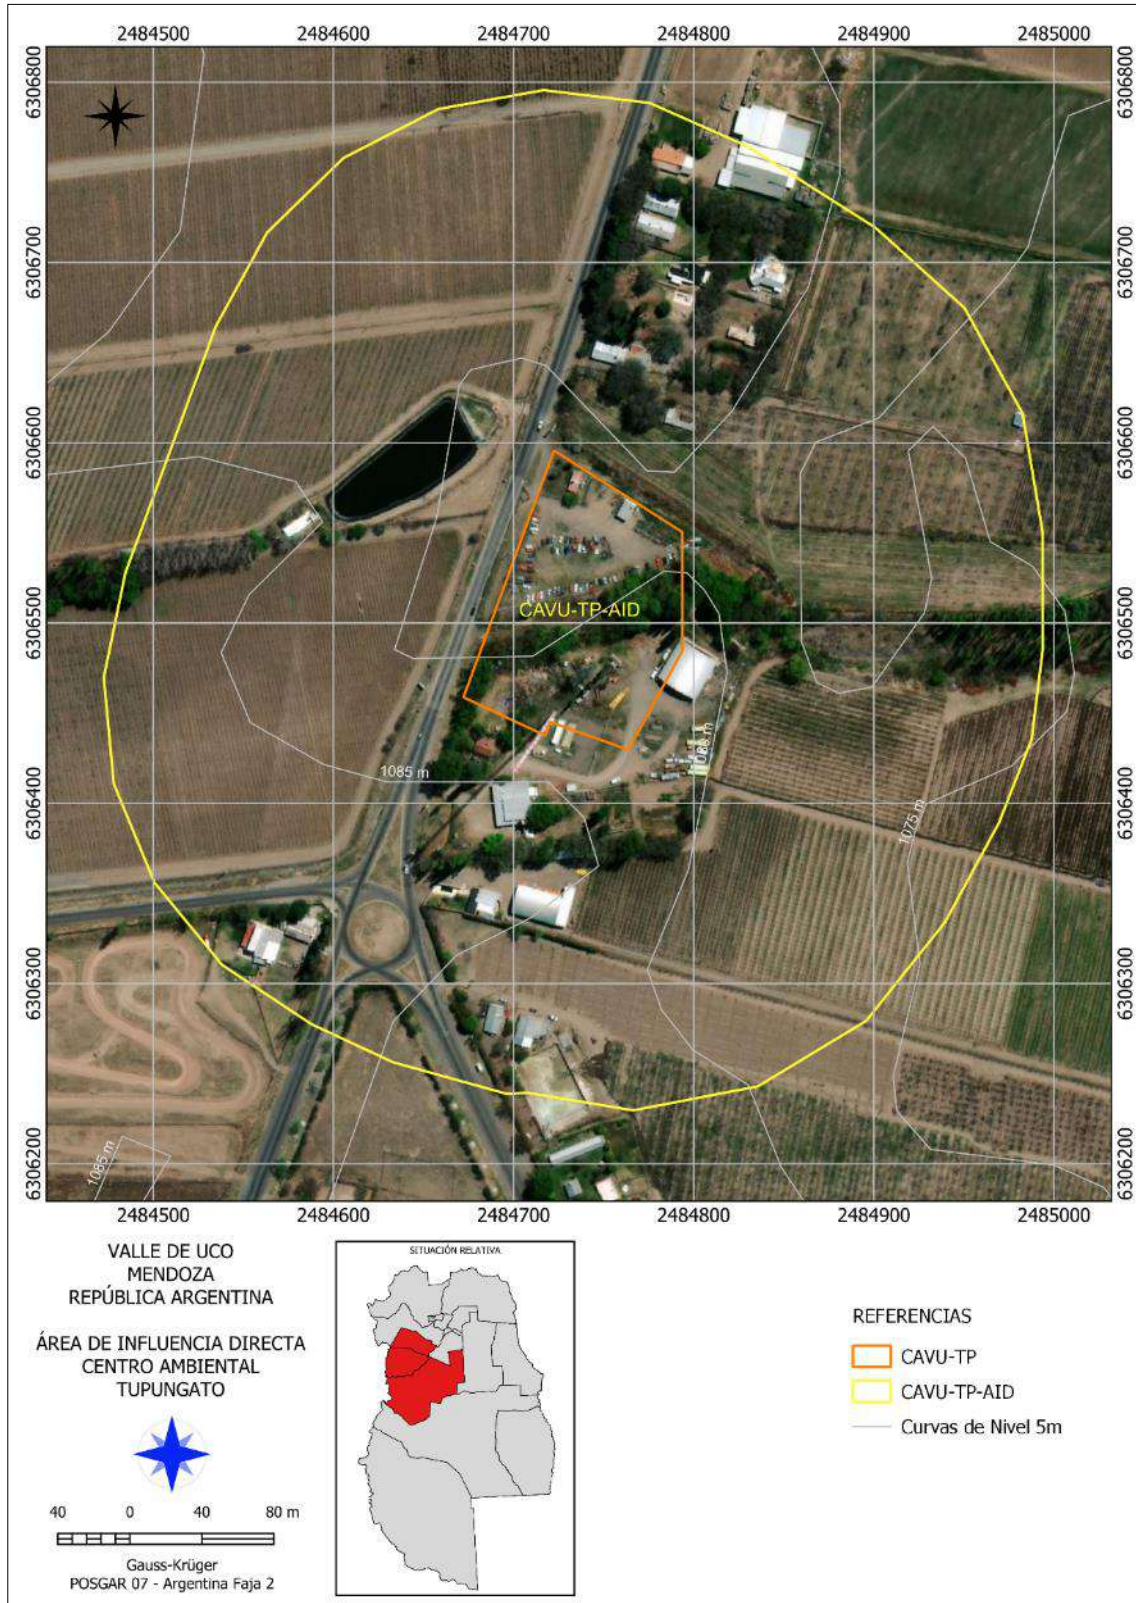 2484500 2484600 2484700 2484800 2484900 2485000
6306800 6306800
6306700 6306700
6306600 6306600
6306500 6306500
6306400 6306400
6306300 6306300
6306200 6306200
CAVU-TP-AID
1085 m
1085 m
1075 m
1085 m
2484500 2484600 2484700 2484800 2484900 2485000
VALLE DE UCO
MENDOZA
REPÚBLICA ARGENTINA
ÁREA DE INFLUENCIA DIRECTA
CENTRO AMBIENTAL
TUPUNGATO
40 0 40 80 m
Gauss-Krüger
POSGAR 07 - Argentina Faja 2
SITUACIÓN RELATIVA
REFERENCIAS
CAVU-TP
CAVU-TP-AID
Curvas de Nivel 5m